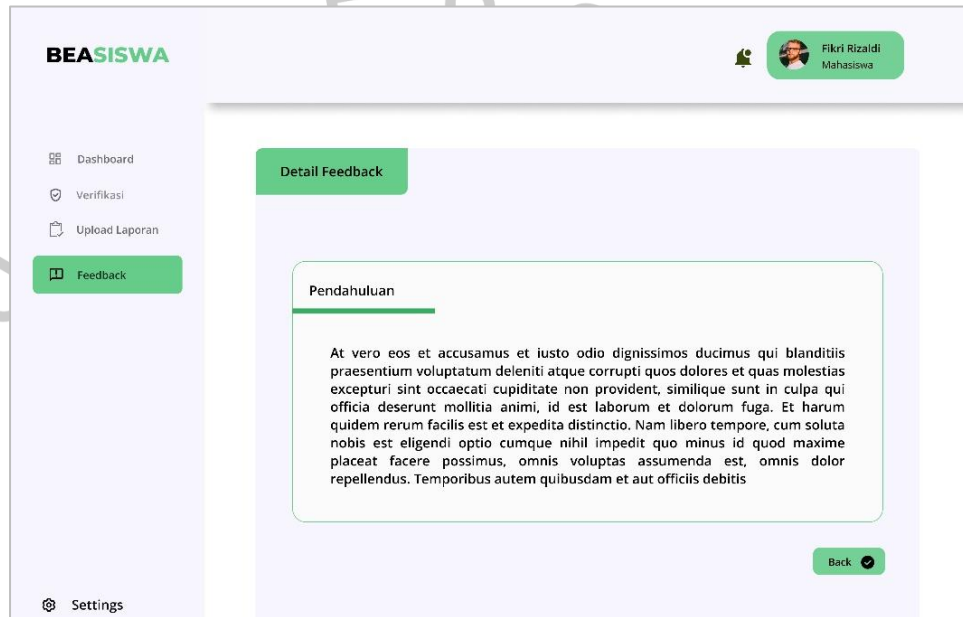 BEASISWA
Fikri Rizaldi
Mahasiswa
Dashboard
Verifikasi
Upload Laporan
Feedback
Settings
Detail Feedback
Pendahuluan
At vero eos et accusamus et iusto odio dignissimos ducimus qui blanditiis
praesentium voluptatum deleniti atque corrupti quos dolores et quas molestias
excepturi sint occaecati cupiditate non provident, similique sunt in culpa qui
officia deserunt mollitia animi, id est laborum et dolorum fuga. Et harum
quidem rerum facilis est et expedita distinctio. Nam libero tempore, cum soluta
nobis est eligendi optio cumque nihil impedit quo minus id quod maxime
placeat facere possimus, omnis voluptas assumenda est, omnis dolor
repellendus. Temporibus autem quibusdam et aut officiis debitis
Back